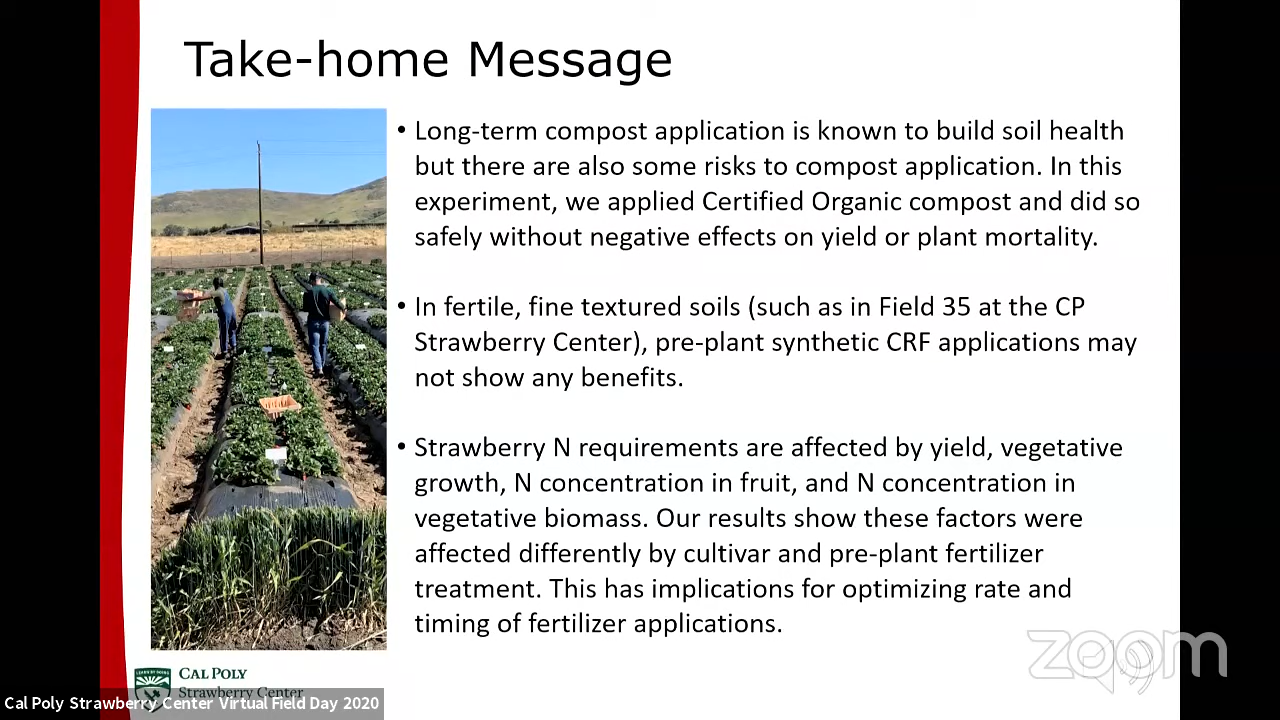 Take-home Message
• Long-term compost application is known to build soil health
but there are also some risks to compost application. In this
experiment, we applied Certified Organic compost and did so
safely without negative effects on yield or plant mortality.
• In fertile, fine textured soils (such as in Field 35 at the CP
Strawberry Center), pre-plant synthetic CRF applications may
not show any benefits.
• Strawberry N requirements are affected by yield, vegetative
growth, N concentration in fruit, and N concentration in
vegetative biomass. Our results show these factors were
affected differently by cultivar and pre-plant fertilizer
treatment. This has implications for optimizing rate and
timing of fertilizer applications.
zoom
LEARN BY DOING
CAL POLY
Strawberry Center
Cal Poly Strawberry Center Virtual Field Day 2020